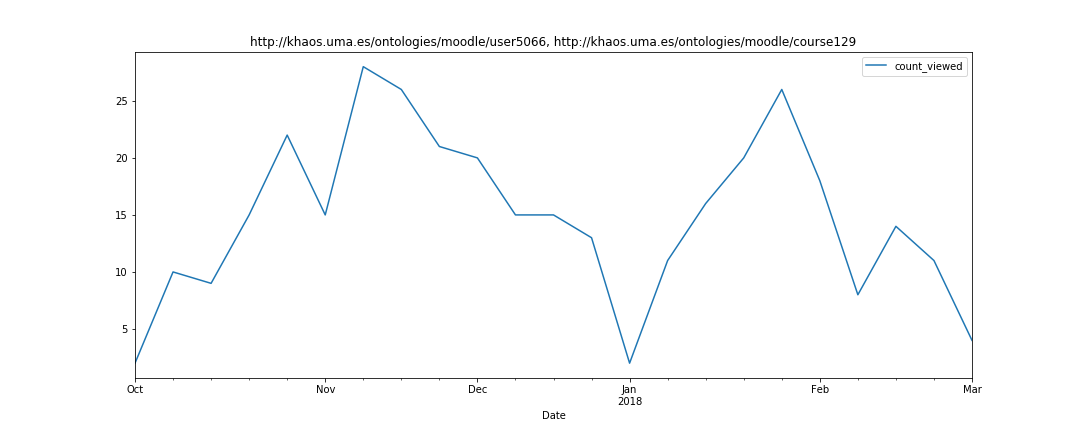 http://khaos.uma.es/ontologies/moodle/user5066, http://khaos.uma.es/ontologies/moodle/course129
count_viewed
25
20
15
10
5
Oct Nov Dec Jan Feb Mar
2018
Date